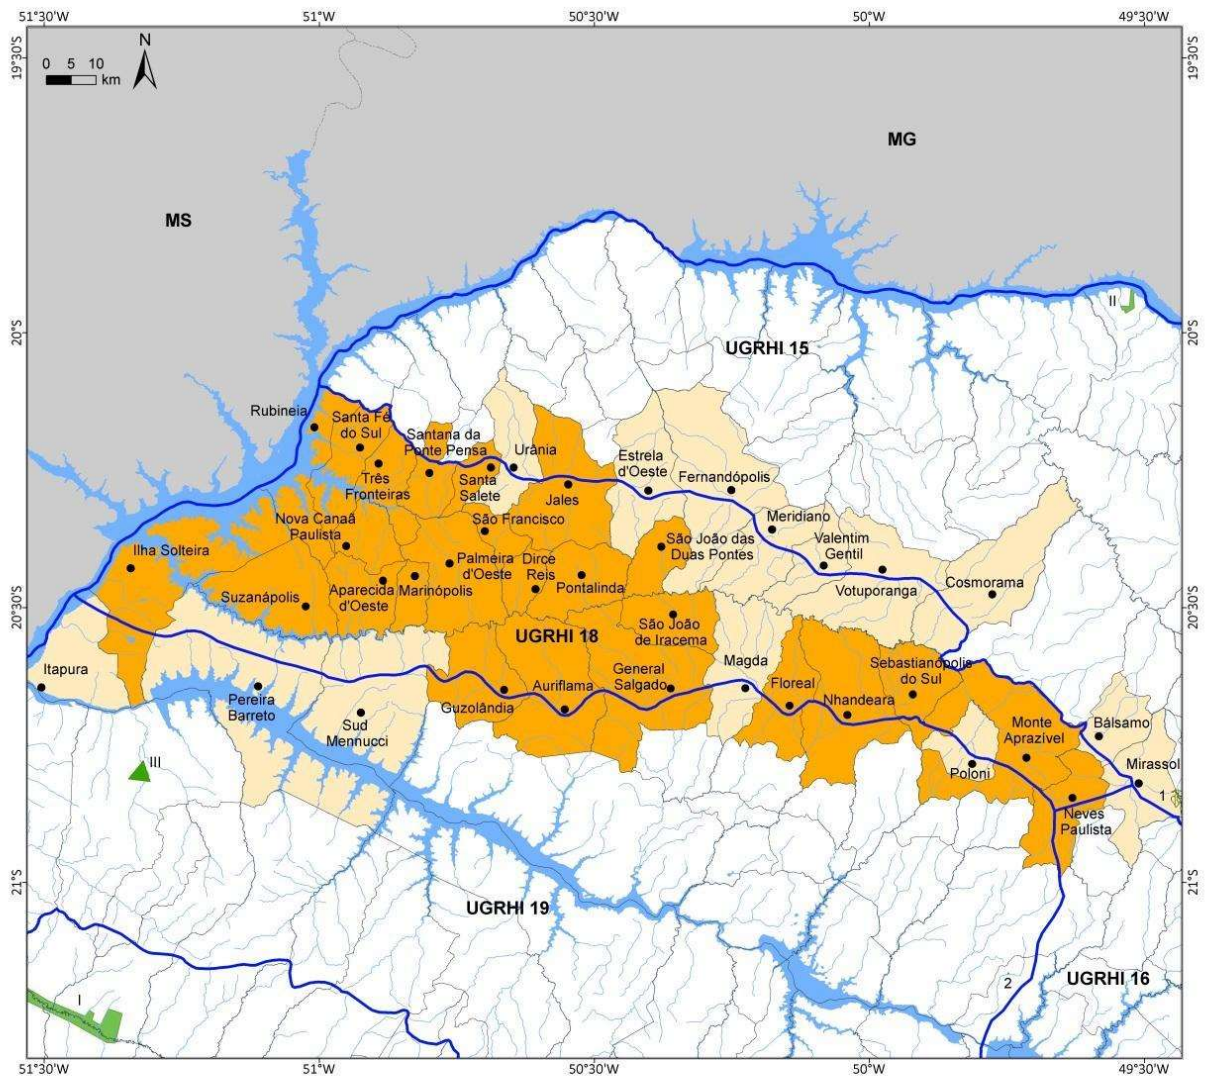 51°30'W 51°W 50°30'W 50°W 49°30'W
19°30'S 19°30'S
N
0 5 10
km
MG
MS
II
20°S 20°S
UGRHI 15
Rubineia
Santa Fé
do Sul
Santana da
Ponte Pensa
Urânia
Estrela
d'Oeste
Fernandópolis
Três
Fronteiras
Santa
Salete
Jales
Meridiano
Nova Canaã
Paulista
São Francisco
São João das
Duas Pontes
Valentim
Gentil
Ilha Solteira
Palmeira
d'Oeste
Dirce
Reis
Pontalinda
Votuporanga
Cosmorama
Suzanápolis
Aparecida
d'Oeste
Marinópolis
20°30'S 20°30'S
UGRHI 18
São João
de Iracema
Itapura
Magda
Sebastianópolis
do Sul
General
Salgado
Floreal
Pereira
Barreto
Guzolândia
Auriflama
Nhandeara
Sud
Mennucci
Monte
Aprazível
Bálsamo
III
Poloni
Mirassol
1
Neves
Paulista
21°S 21°S
UGRHI 19
UGRHI 16
2
I
51°30'W 51°W 50°30'W 50°W 49°30'W